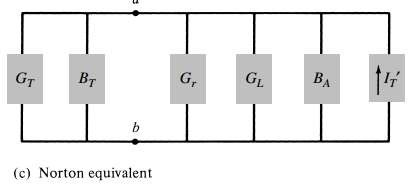 a
G_T B_T G_r G_L B_A I_T′
b
(c) Norton equivalent